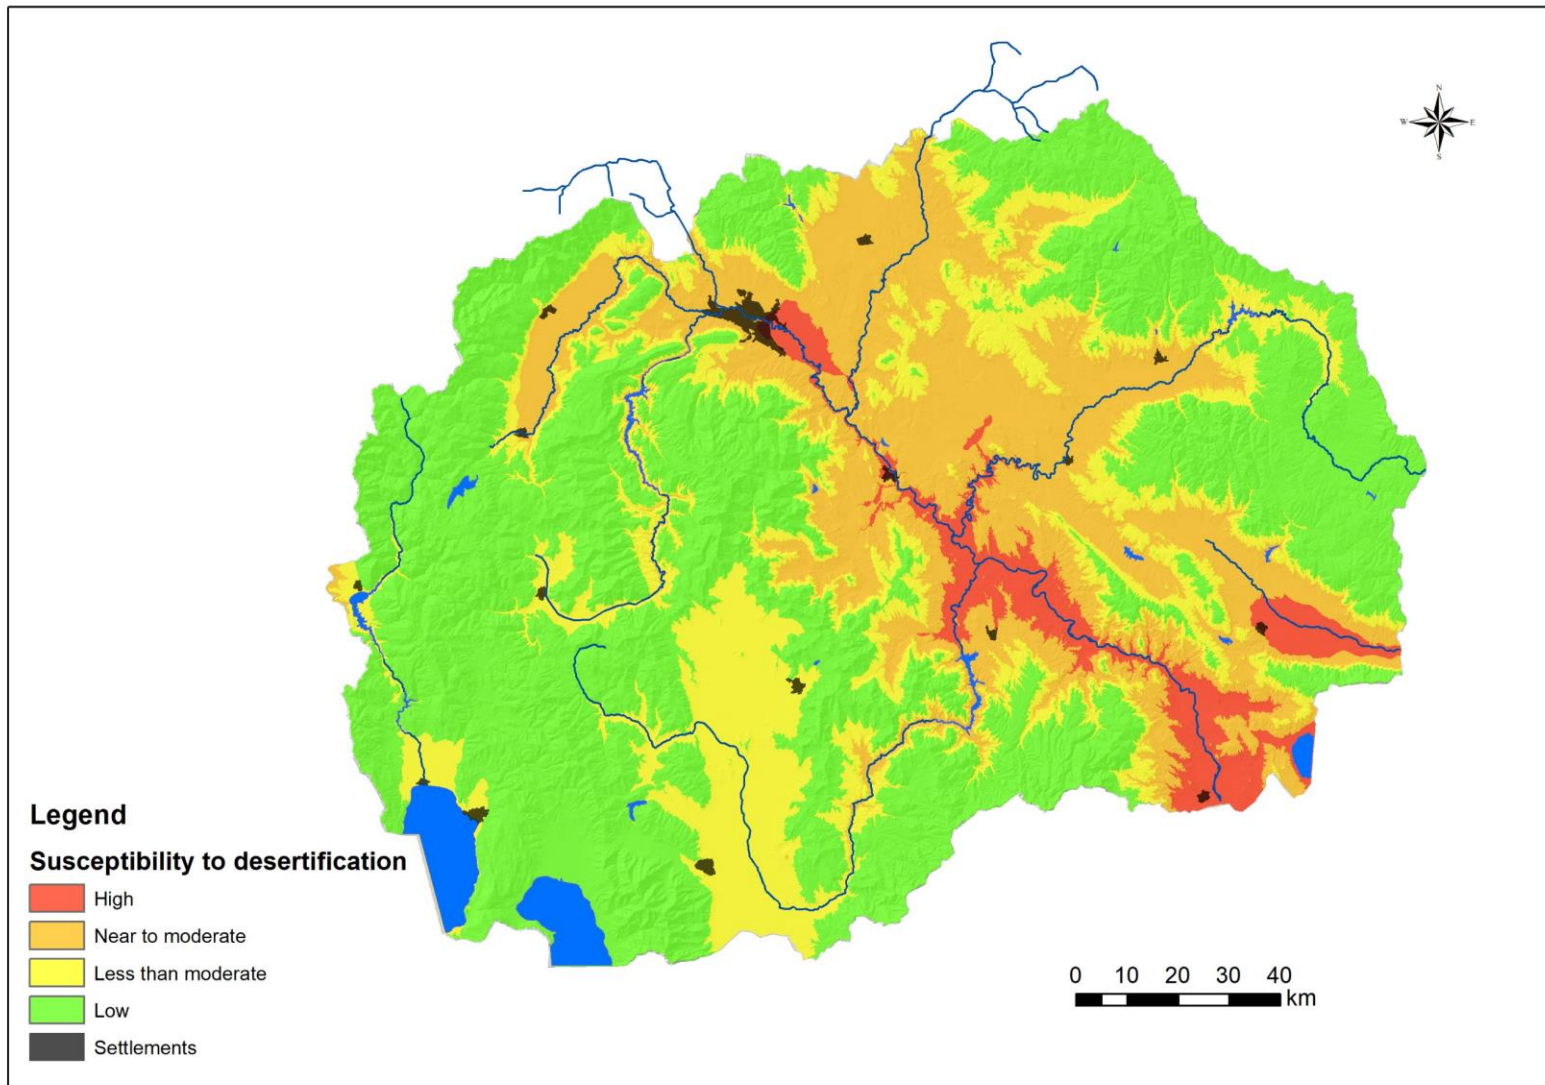 N
W E
S
Legend
Susceptibility to desertification
High
Near to moderate
Less than moderate
Low
Settlements
0 10 20 30 40
km